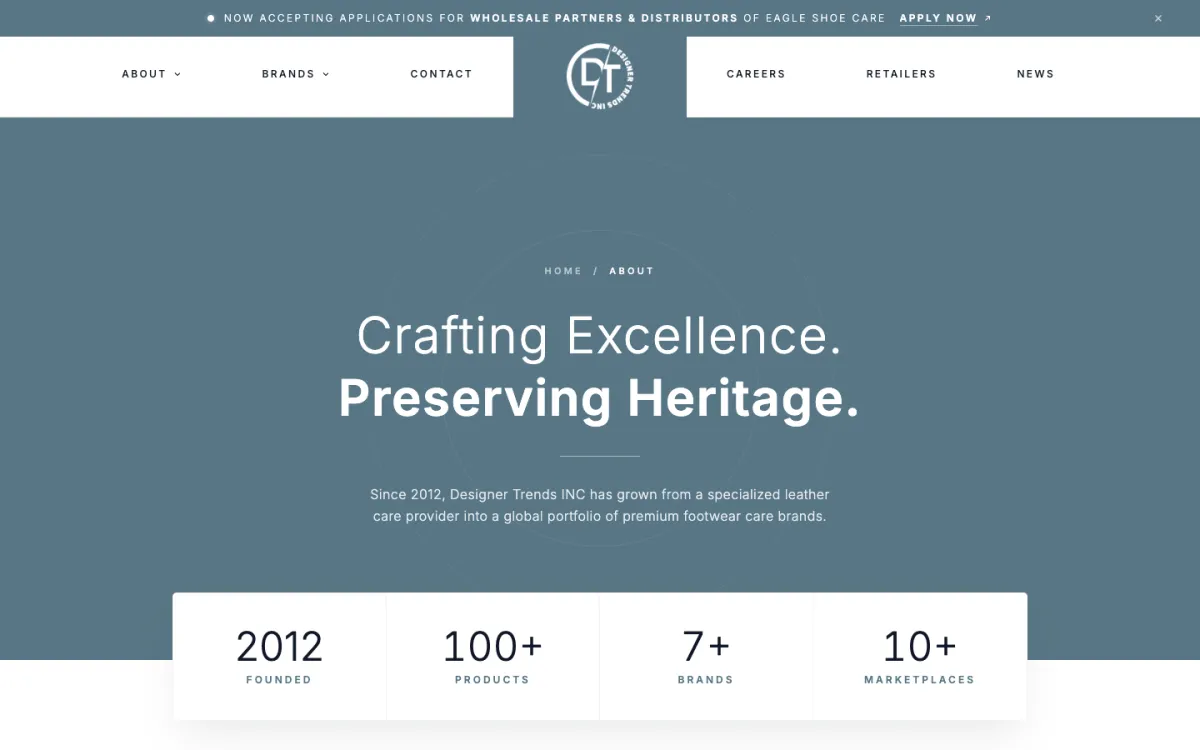 NOW ACCEPTING APPLICATIONS FOR WHOLESALE PARTNERS & DISTRIBUTORS OF EAGLE SHOE CARE APPLY NOW ↗ ×
ABOUT BRANDS CONTACT DT DESIGNER TRENDS INC CAREERS RETAILERS NEWS
HOME / ABOUT
Crafting Excellence.
Preserving Heritage.
Since 2012, Designer Trends INC has grown from a specialized leather
care provider into a global portfolio of premium footwear care brands.
2012 100+ 7+ 10+
FOUNDED PRODUCTS BRANDS MARKETPLACES